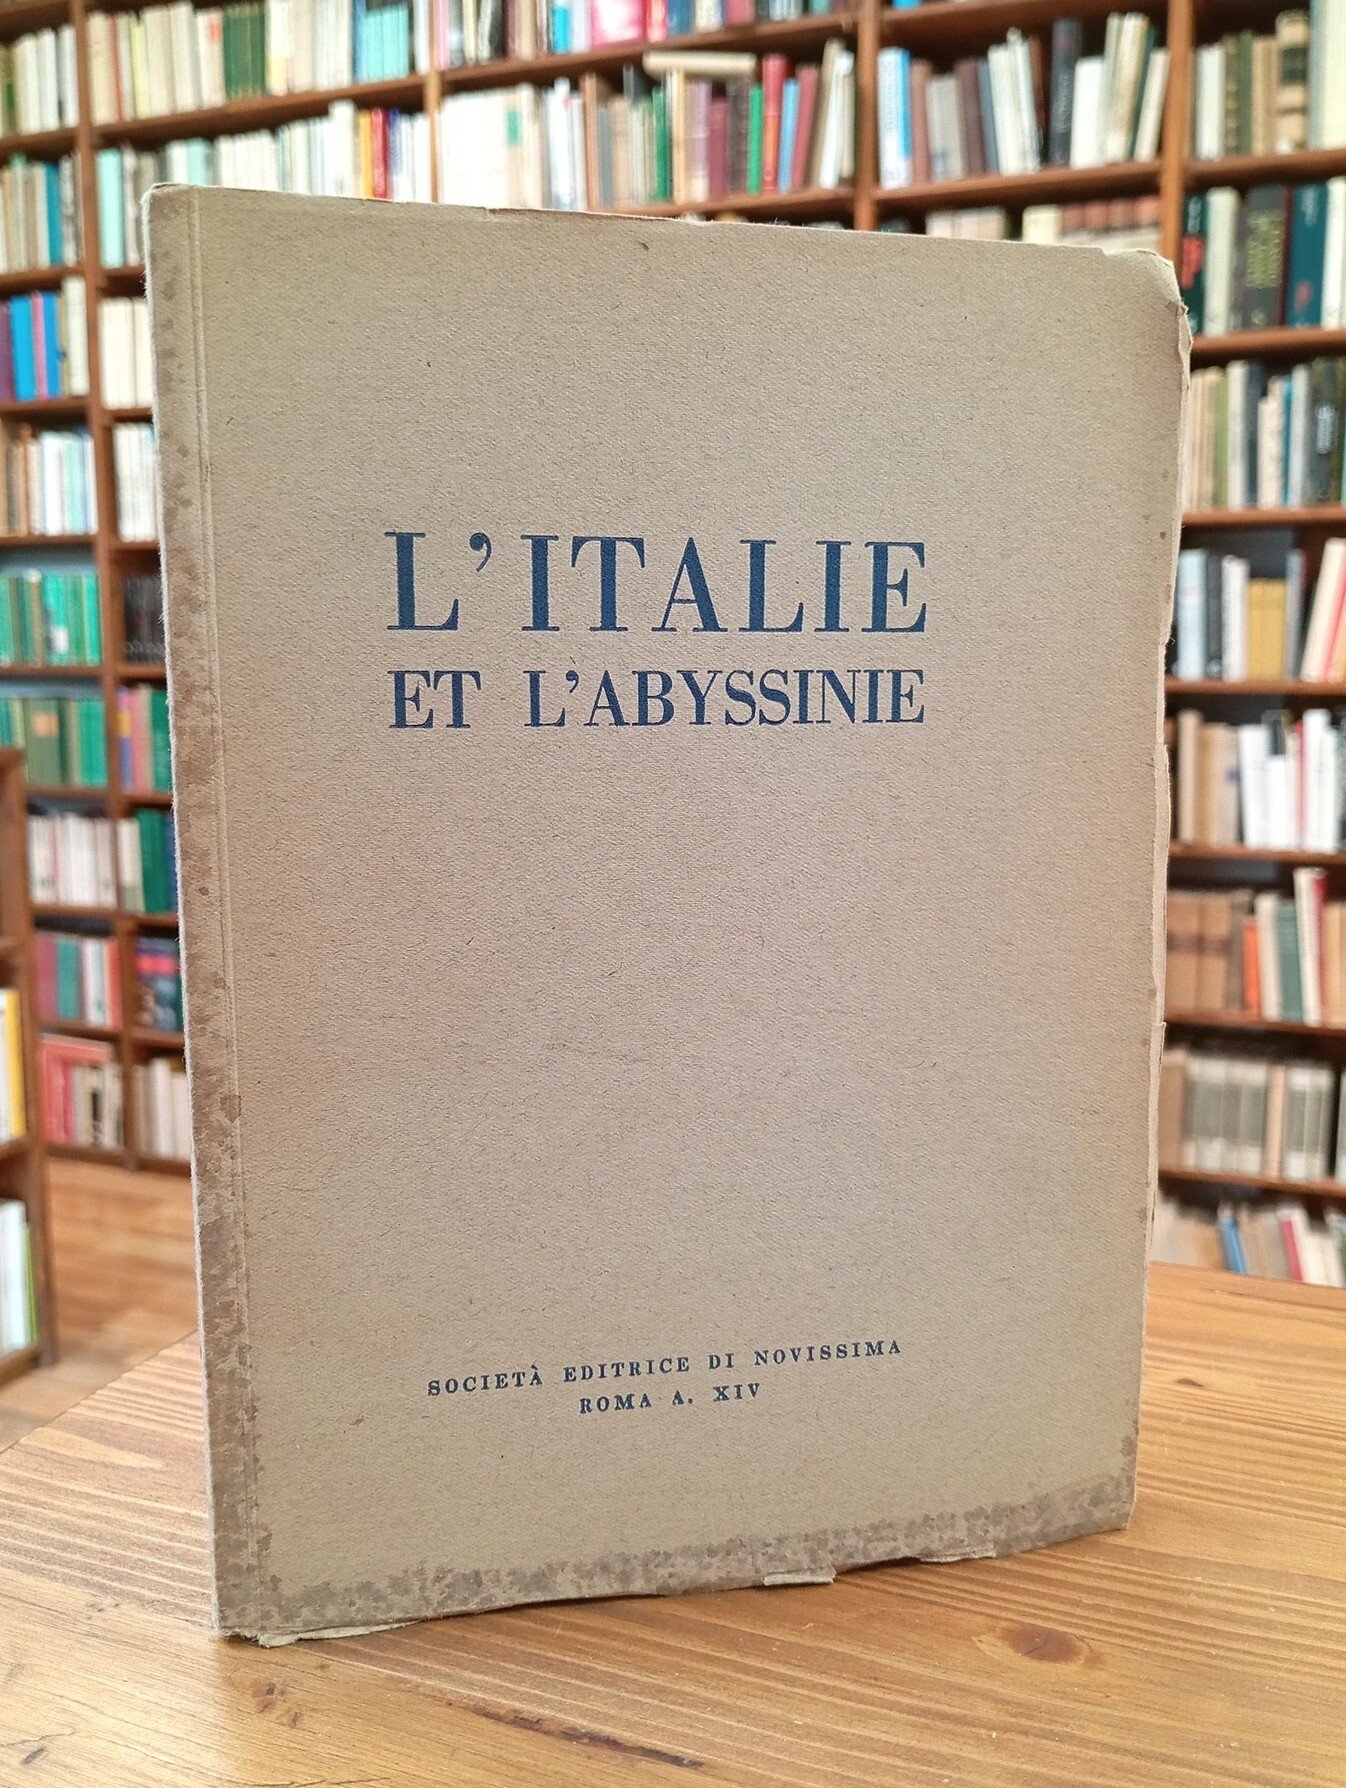 L'ITALIE
ET L'ABYSSINIE
SOCIETÀ EDITRICE DI NOVISSIMA
ROMA A. XIV